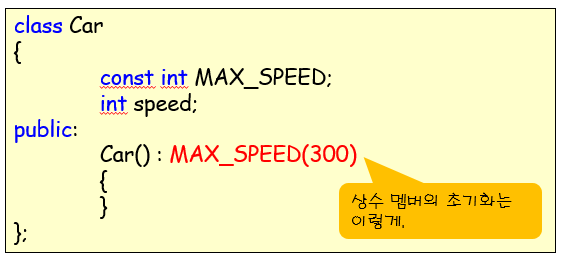 class Car
{
const int MAX_SPEED;
int speed;
public:
Car() : MAX_SPEED(300)
{
}
};
상수 멤버의 초기화는
이렇게.